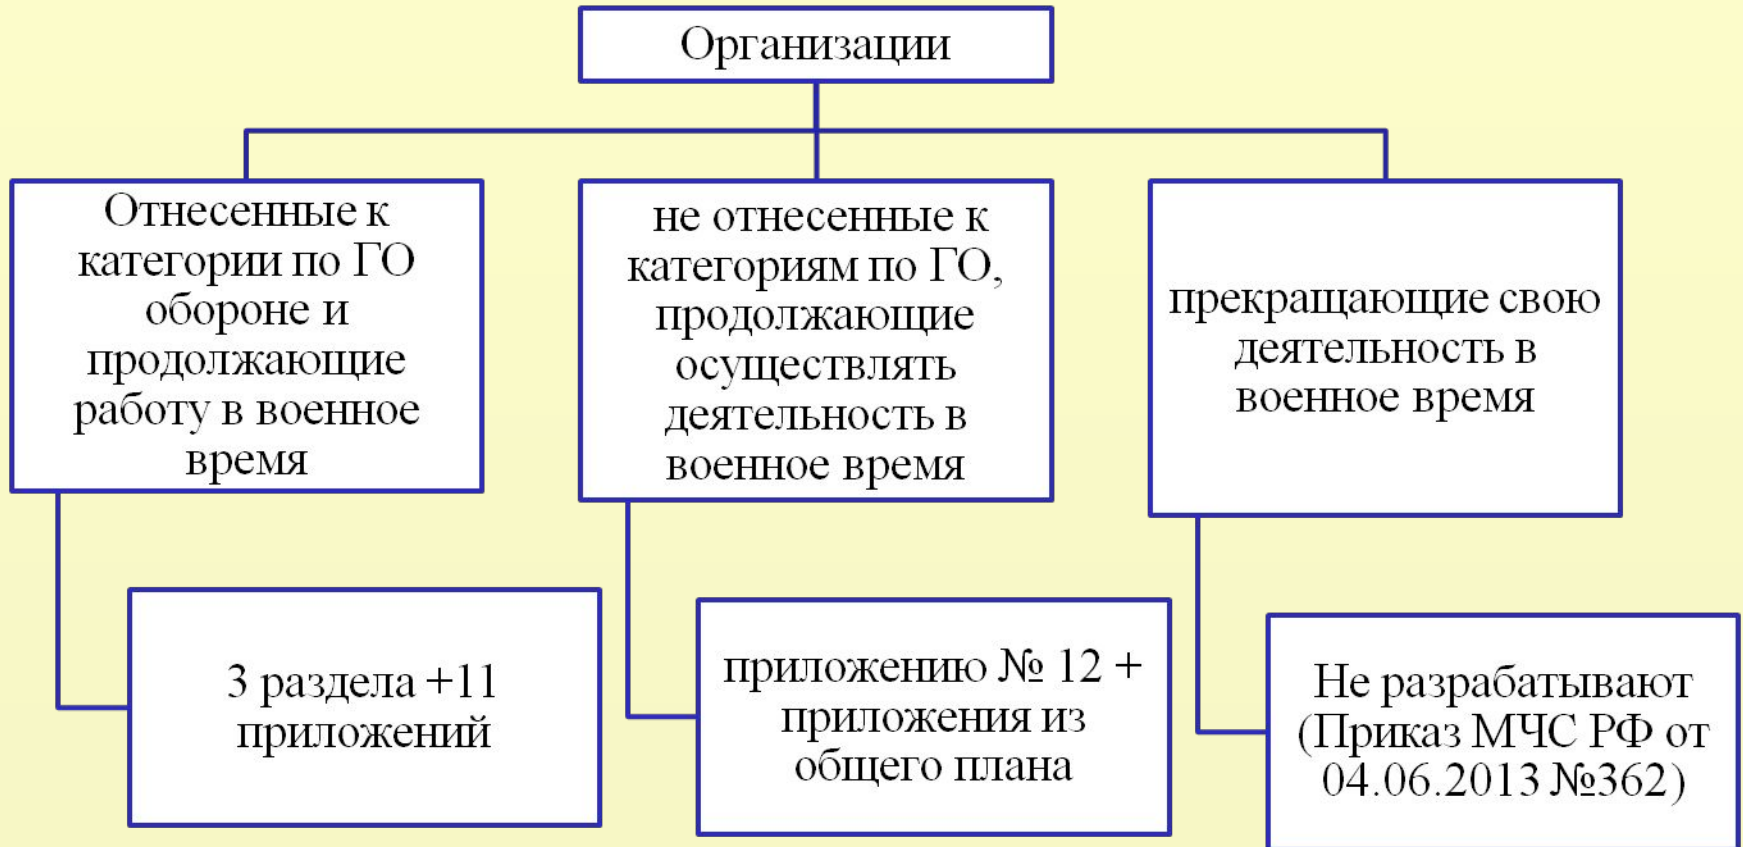 Организации
Отнесенные к
категории по ГО
обороне и
продолжающие
работу в военное
время
не отнесенные к
категориям по ГО,
продолжающие
осуществлять
деятельность в
военное время
прекращающие свою
деятельность в
военное время
3 раздела +11
приложений
приложению № 12 +
приложения из
общего плана
Не разрабатывают
(Приказ МЧС РФ от
04.06.2013 №362)